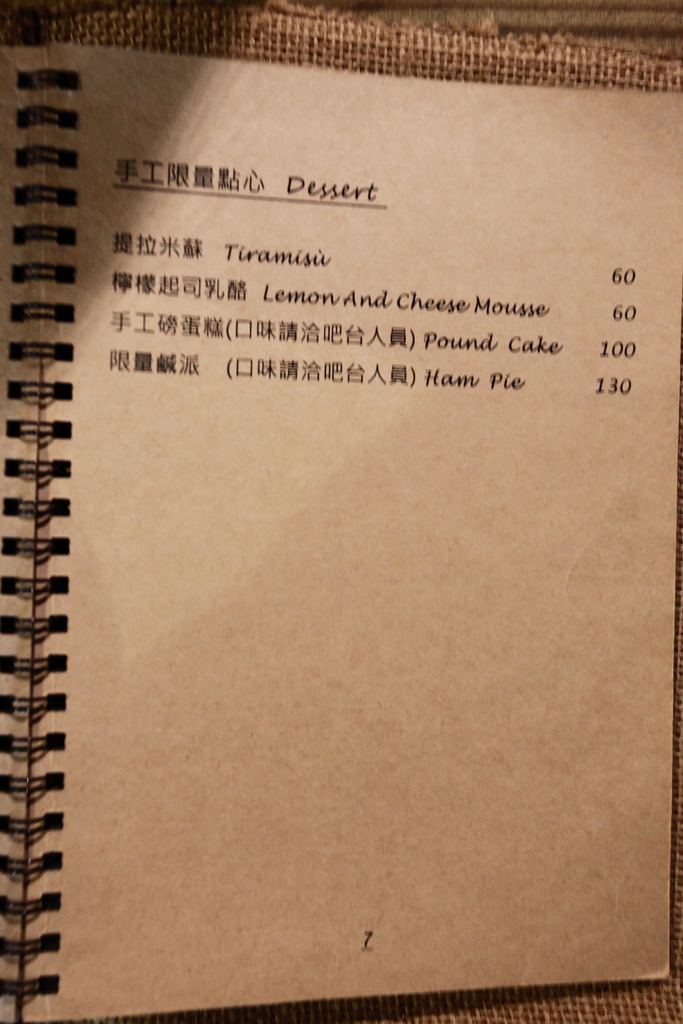 手工限量點心 Dessert
提拉米蘇 Tiramisù 60
檸檬起司乳酪 Lemon And Cheese Mousse 60
手工磅蛋糕(口味請洽吧台人員) Pound Cake 100
限量鹹派 (口味請洽吧台人員) Ham Pie 130
7